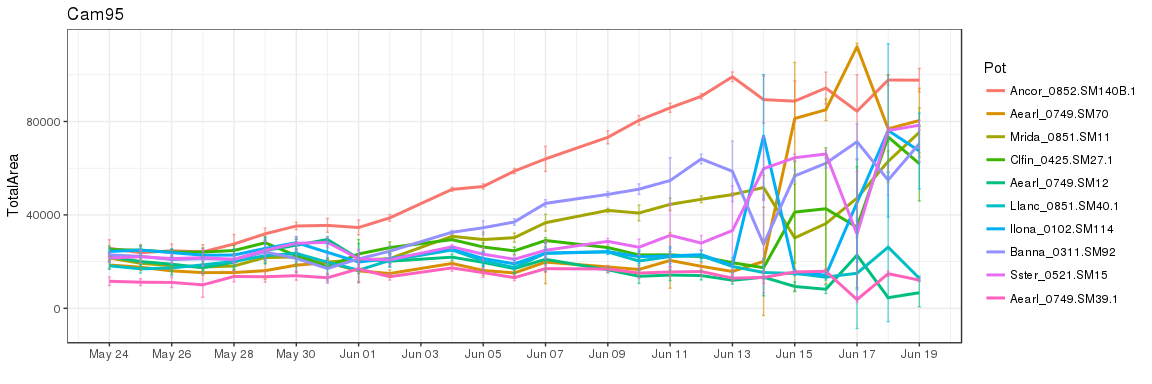 Cam95
TotalArea
80000
40000
0
May 24 May 26 May 28 May 30 Jun 01 Jun 03 Jun 05 Jun 07 Jun 09 Jun 11 Jun 13 Jun 15 Jun 17 Jun 19
Pot
Ancor_0852.SM140B.1
Aearl_0749.SM70
Mrida_0851.SM11
Clfin_0425.SM27.1
Aearl_0749.SM12
Llanc_0851.SM40.1
Ilona_0102.SM114
Banna_0311.SM92
Sster_0521.SM15
Aearl_0749.SM39.1